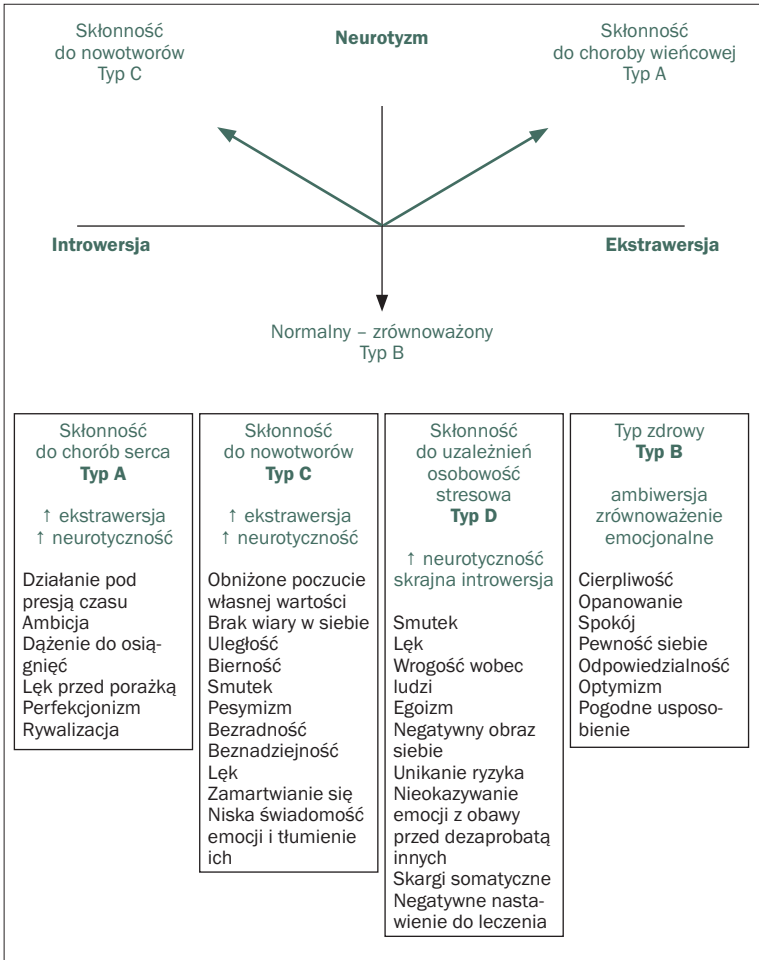 Skłonność
do nowotworów
Typ C
Neurotyzm
Skłonność
do choroby wieńcowej
Typ A
Introwersja
Ekstrawersja
Normalny – zrównoważony
Typ B
Skłonność
do chorób serca
Typ A
↑ ekstrawersja
↑ neurotyczność
Działanie pod
presją czasu
Ambicja
Dążenie do osią-
gnięć
Lęk przed porażką
Perfekcjonizm
Rywalizacja
Skłonność
do nowotworów
Typ C
↑ ekstrawersja
↑ neurotyczność
Obniżone poczucie
własnej wartości
Brak wiary w siebie
Uległość
Bierność
Smutek
Pesymizm
Bezradność
Beznadziejność
Lęk
Zamartwianie się
Niska świadomość
emocji i tłumienie
ich
Skłonność
do uzależnień
osobowość
stresowa
Typ D
↑ neurotyczność
skrajna introwersja
Smutek
Lęk
Wrogość wobec
ludzi
Egoizm
Negatywny obraz
siebie
Unikanie ryzyka
Nieokazywanie
emocji z obawy
przed dezaprobatą
innych
Skargi somatyczne
Negatywne nasta-
wienie do leczenia
Typ zdrowy
Typ B
ambiwersja
zrównoważenie
emocjonalne
Cierpliwość
Opanowanie
Spokój
Pewność siebie
Odpowiedzialność
Optymizm
Pogodne usposo-
bienie